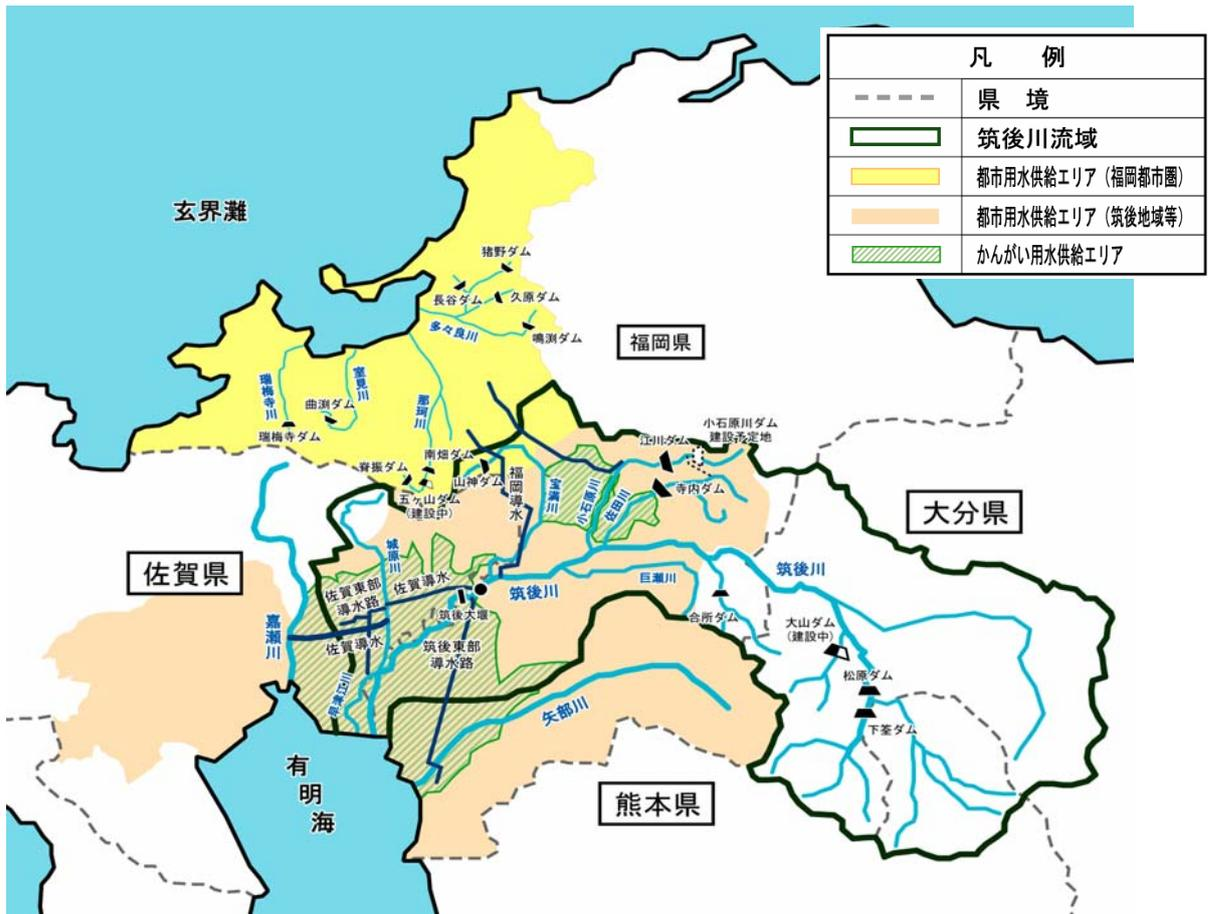 凡 例
県 境
筑後川流域
都市用水供給エリア（福岡都市圏）
都市用水供給エリア（筑後地域等）
かんがい用水供給エリア
玄界灘
猪野ダム
長谷ダム
久原ダム
多々良川
鳴渕ダム
福岡県
瑞梅寺川
室見川
曲渕ダム
瑞梅寺ダム
那珂川
小石原川ダム
建設予定地
江川ダム
南畑ダム
脊振ダム
山神ダム
五ヶ山ダム
（建設中）
福岡導水
宝満川
小石原川
佐田川
寺内ダム
大分県
佐賀県
城原川
佐賀東部
導水路
佐賀導水
筑後川
巨瀬川
筑後川
筑後大堰
合所ダム
大山ダム
（建設中）
嘉瀬川
佐賀導水
筑後東部
導水路
松原ダム
早津江川
矢部川
下筌ダム
有明海
熊本県